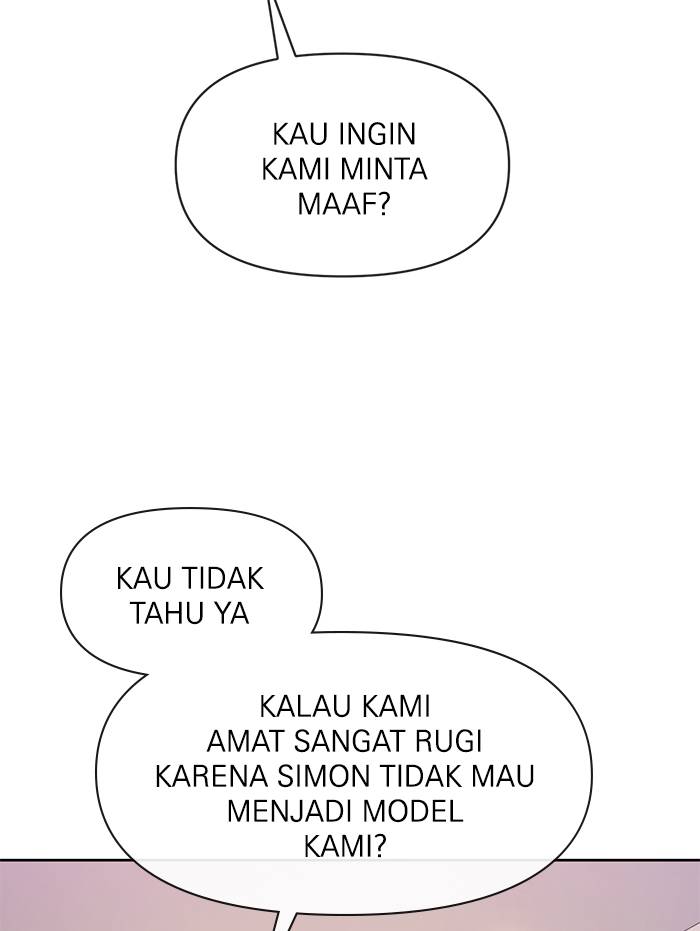 KAU INGIN
KAMI MINTA
MAAF?
KAU TIDAK
TAHU YA
KALAU KAMI
AMAT SANGAT RUGI
KARENA SIMON TIDAK MAU
MENJADI MODEL
KAMI?